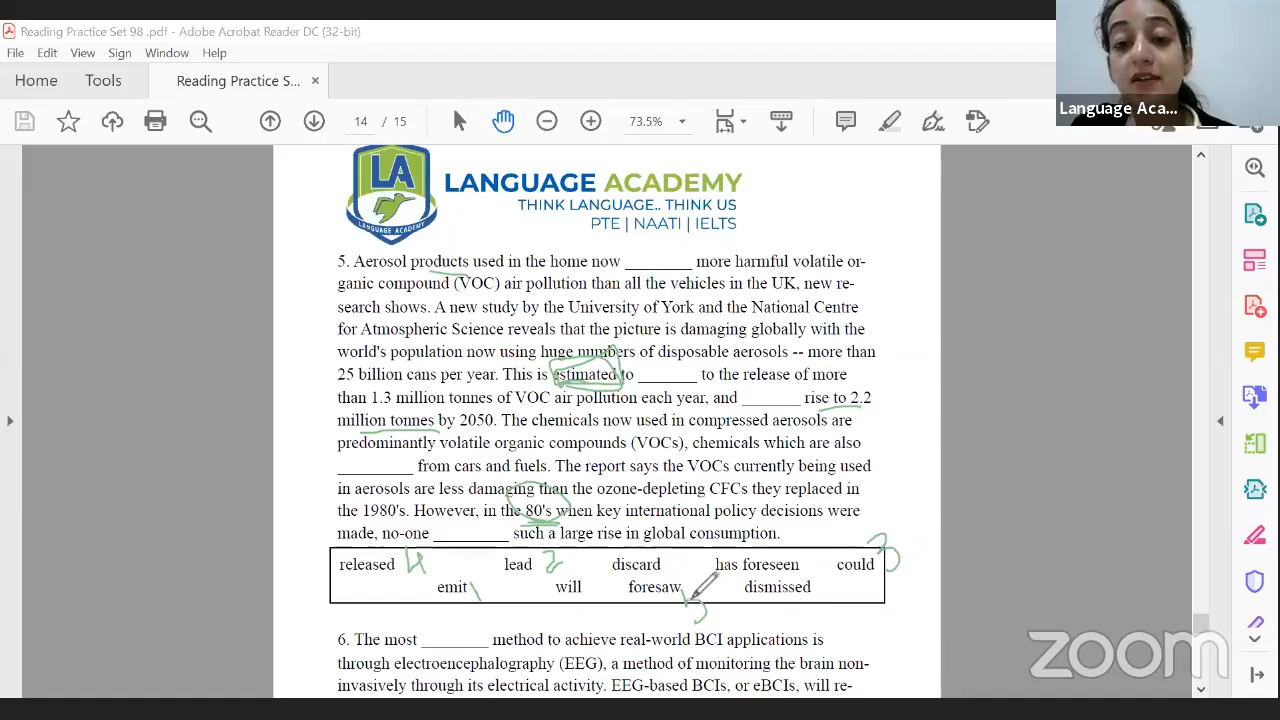 Reading Practice Set 98 .pdf - Adobe Acrobat Reader DC (32-bit)
File Edit View Sign Window Help
Home Tools Reading Practice S... ×
14 / 15 73.5%
Language Aca...
LA
LANGUAGE ACADEMY
LANGUAGE ACADEMY
THINK LANGUAGE.. THINK US
PTE | NAATI | IELTS
5. Aerosol products used in the home now ________ more harmful volatile or-
ganic compound (VOC) air pollution than all the vehicles in the UK, new re-
search shows. A new study by the University of York and the National Centre
for Atmospheric Science reveals that the picture is damaging globally with the
world's population now using huge numbers of disposable aerosols -- more than
25 billion cans per year. This is estimated to _______ to the release of more
than 1.3 million tonnes of VOC air pollution each year, and _______ rise to 2.2
million tonnes by 2050. The chemicals now used in compressed aerosols are
predominantly volatile organic compounds (VOCs), chemicals which are also
_________ from cars and fuels. The report says the VOCs currently being used
in aerosols are less damaging than the ozone-depleting CFCs they replaced in
the 1980's. However, in the 80's when key international policy decisions were
made, no-one _________ such a large rise in global consumption.
released 4 lead 2 discard has foreseen could 3
emit 1 will foresaw 5 dismissed
6. The most ________ method to achieve real-world BCI applications is
through electroencephalography (EEG), a method of monitoring the brain non-
invasively through its electrical activity. EEG-based BCIs, or eBCIs, will re-
zoom